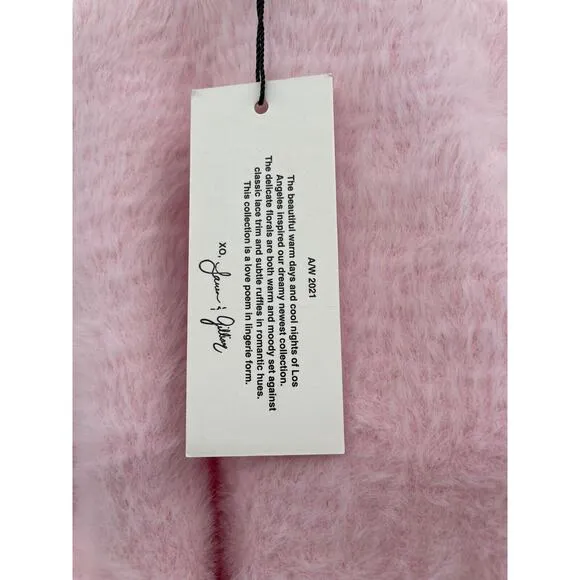 A/W 2021
The beautiful warm days and cool nights of Los
Angeles inspired our dreamy newest collection.
The delicate florals are both warm and moody set against
classic lace trim and subtle ruffles in romantic hues.
This collection is a love poem in lingerie form.
xo,